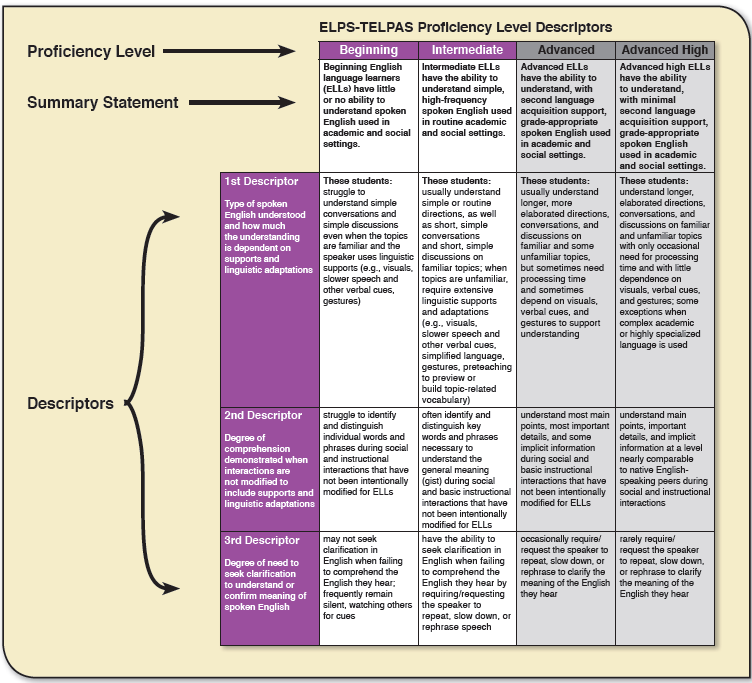 ELPS-TELPAS Proficiency Level Descriptors
Proficiency Level
Beginning
Intermediate
Advanced
Advanced High
Summary Statement
Beginning English
language learners
(ELLs) have little
or no ability to
understand spoken
English used in
academic and social
settings.
Intermediate ELLs
have the ability to
understand simple,
high-frequency
spoken English used
in routine academic
and social settings.
Advanced ELLs
have the ability to
understand, with
second language
acquisition support,
grade-appropriate
spoken English used
in academic and
social settings.
Advanced high ELLs
have the ability
to understand,
with minimal
second language
acquisition support,
grade-appropriate
spoken English
used in academic
and social settings.
Descriptors
1st Descriptor
Type of spoken
English understood
and how much
the understanding
is dependent on
supports and
linguistic adaptations
These students:
struggle to
understand simple
conversations and
simple discussions
even when the topics
are familiar and the
speaker uses linguistic
supports (e.g., visuals,
slower speech and
other verbal cues,
gestures)
These students:
usually understand
simple or routine
directions, as well
as short, simple
conversations
and short, simple
discussions on
familiar topics; when
topics are unfamiliar,
require extensive
linguistic supports
and adaptations
(e.g., visuals,
slower speech and
other verbal cues,
simplified language,
gestures, preteaching
to preview or
build topic-related
vocabulary)
These students:
usually understand
longer, more
elaborated directions,
conversations, and
discussions on
familiar and some
unfamiliar topics,
but sometimes need
processing time
and sometimes
depend on visuals,
verbal cues, and
gestures to support
understanding
These students:
understand longer,
elaborated directions,
conversations, and
discussions on familiar
and unfamiliar topics
with only occasional
need for processing
time and with little
dependence on
visuals, verbal cues,
and gestures; some
exceptions when
complex academic
or highly specialized
language is used
2nd Descriptor
Degree of
comprehension
demonstrated when
interactions are
not modified to
include supports and
linguistic adaptations
struggle to identify
and distinguish
individual words and
phrases during social
and instructional
interactions that have
not been intentionally
modified for ELLs
often identify and
distinguish key
words and phrases
necessary to
understand the
general meaning
(gist) during social
and basic instructional
interactions that have
not been intentionally
modified for ELLs
understand most main
points, most important
details, and some
implicit information
during social and
basic instructional
interactions that have
not been intentionally
modified for ELLs
understand main
points, important
details, and implicit
information at a level
nearly comparable
to native English-
speaking peers during
social and instructional
interactions
3rd Descriptor
Degree of need to
seek clarification
to understand or
confirm meaning of
spoken English
may not seek
clarification in
English when failing
to comprehend the
English they hear;
frequently remain
silent, watching others
for cues
have the ability to
seek clarification in
English when failing
to comprehend the
English they hear by
requiring/requesting
the speaker to
repeat, slow down, or
rephrase speech
occasionally require/
request the speaker to
repeat, slow down, or
rephrase to clarify the
meaning of the English
they hear
rarely require/
request the speaker
to repeat, slow down,
or rephrase to clarify
the meaning of the
English they hear